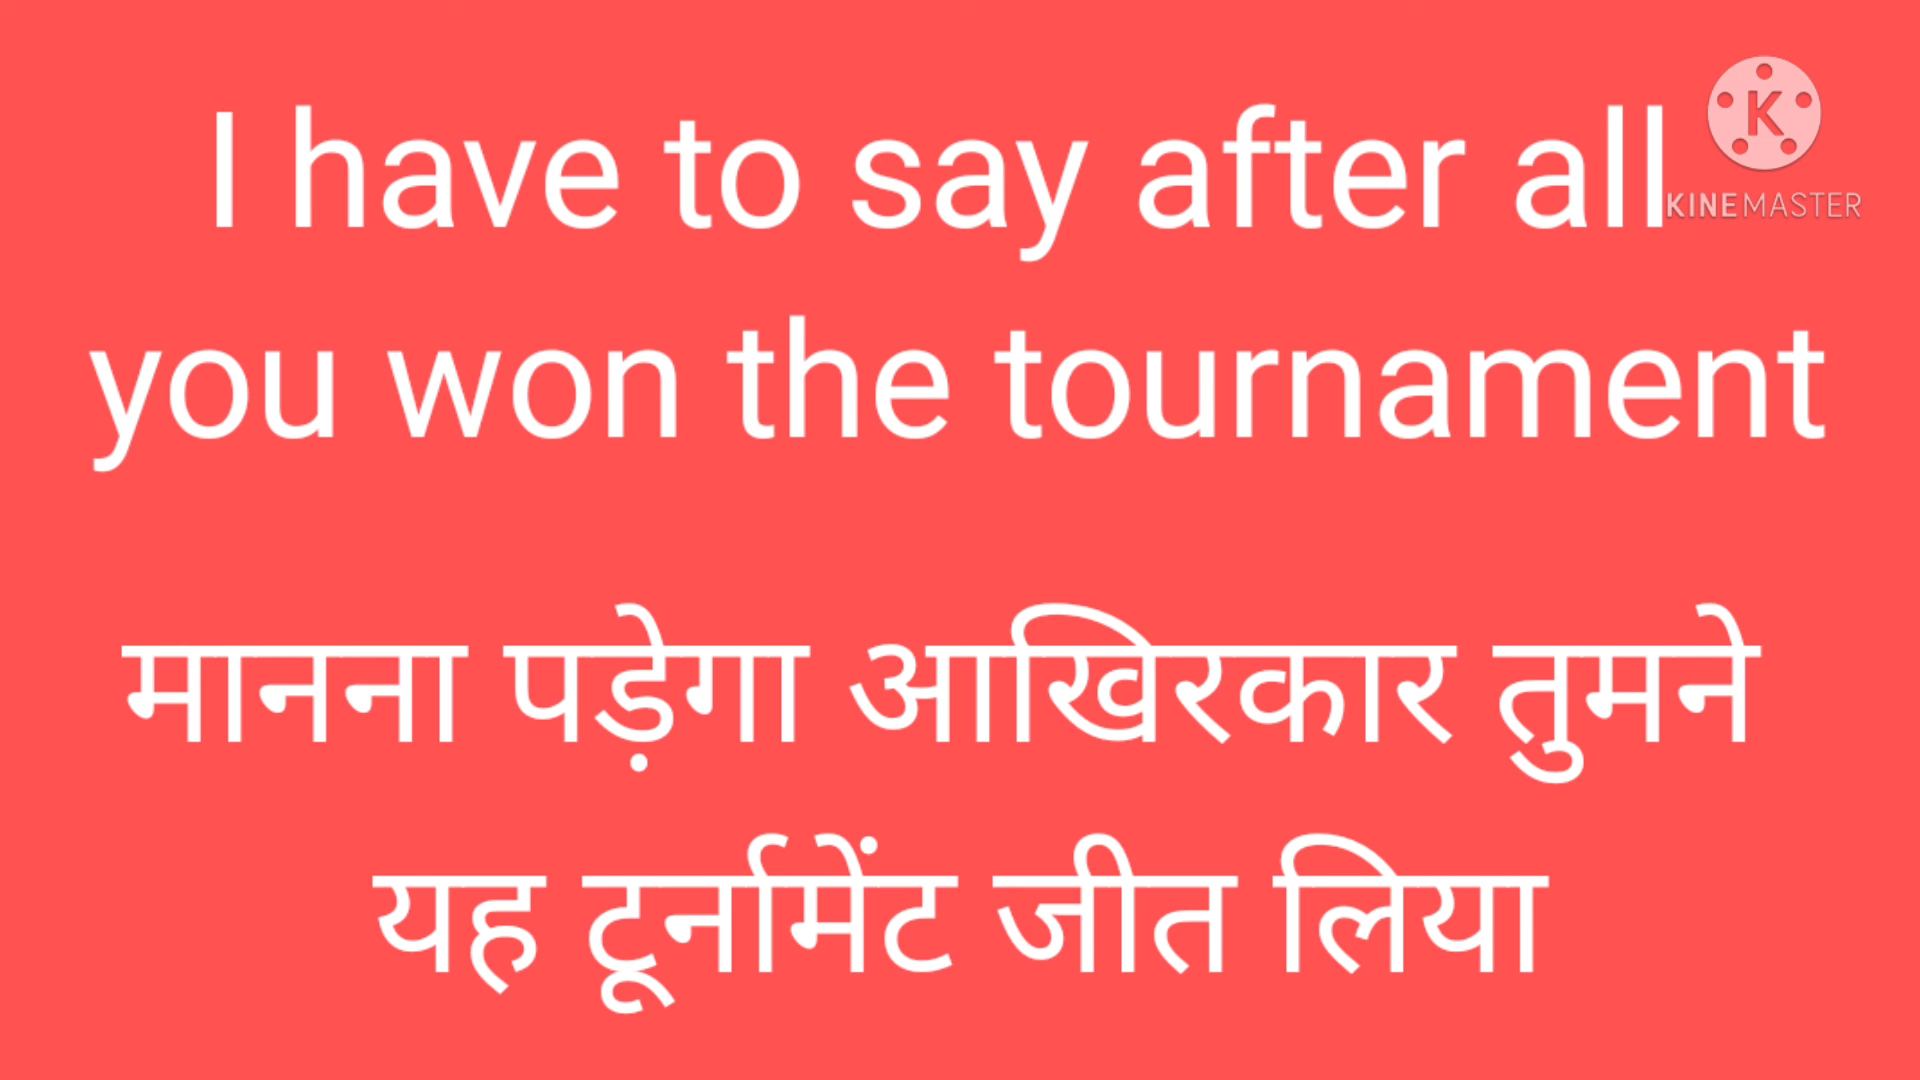 I have to say after all
KINEMASTER
you won the tournament
मानना पड़ेगा आखिरकार तुमने
यह टूर्नामेंट जीत लिया